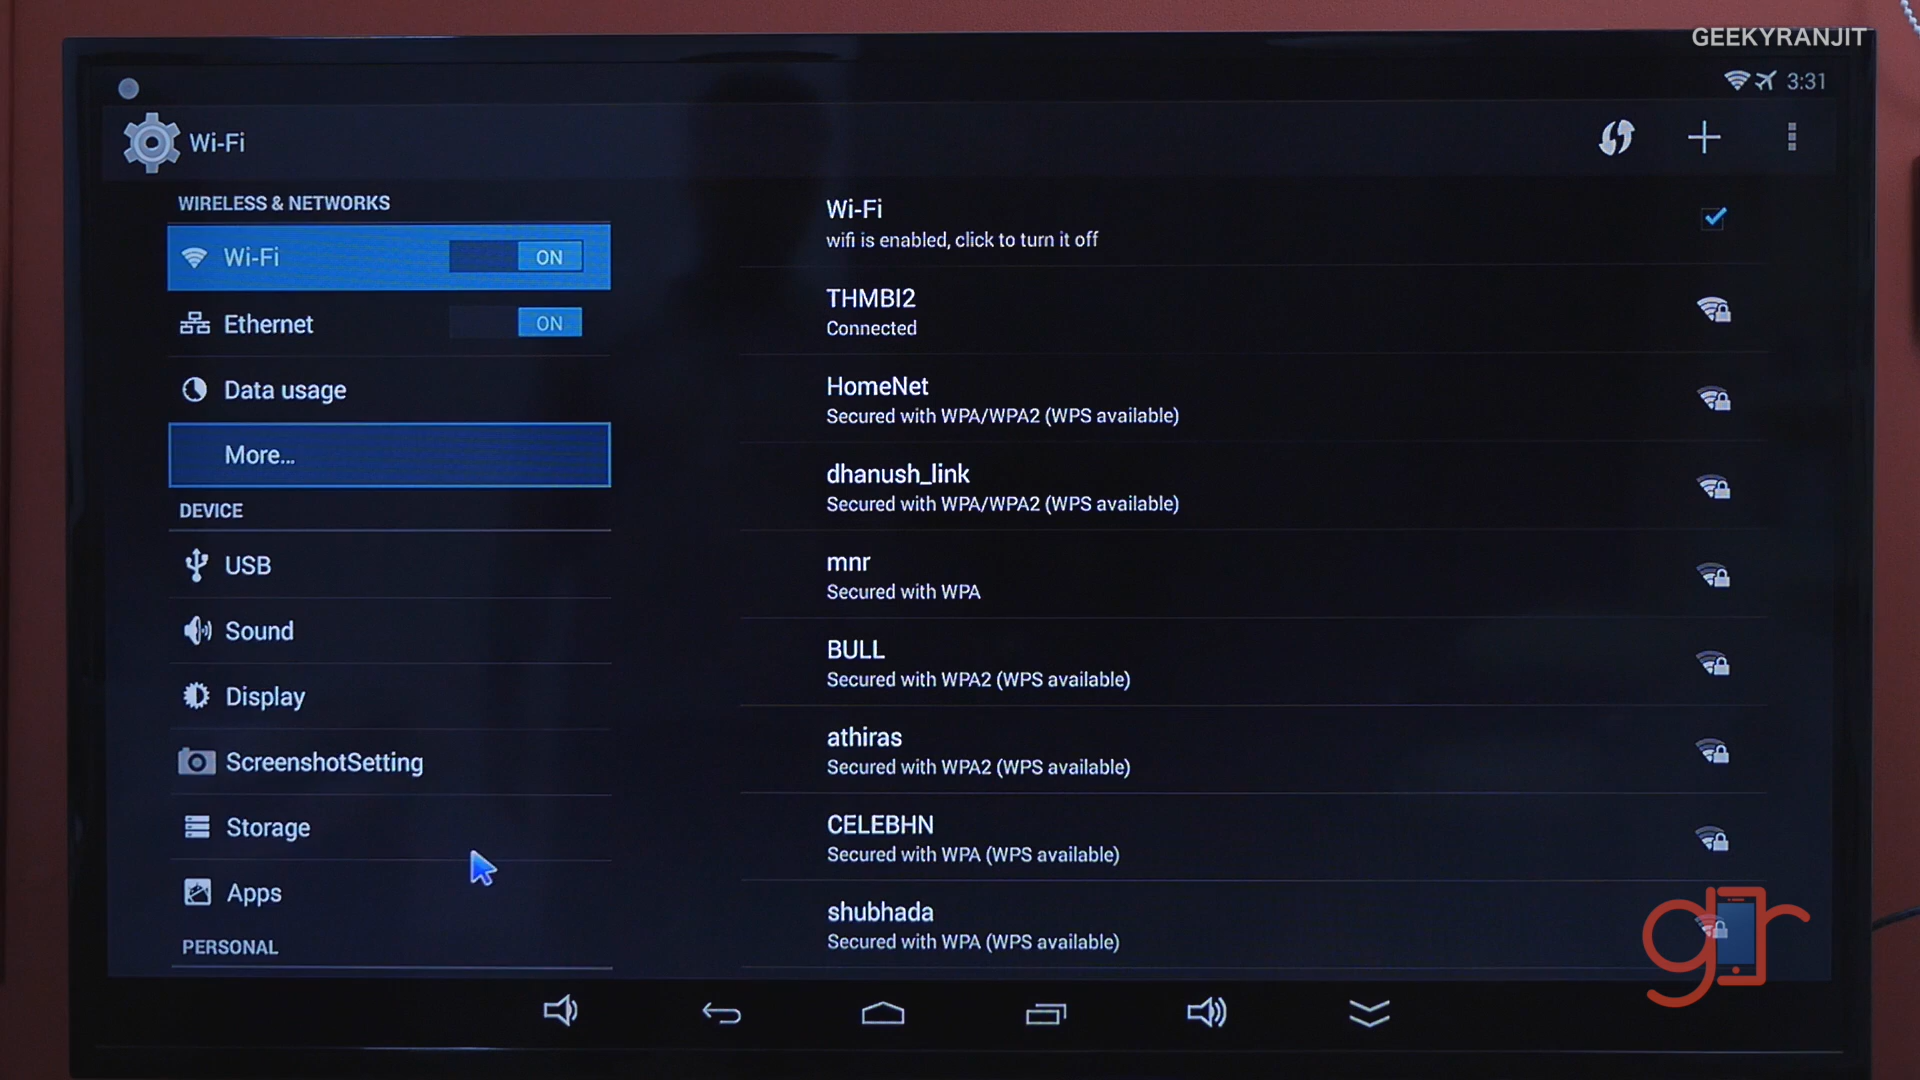 GEEKYRANJIT
3:31
Wi-Fi
WIRELESS & NETWORKS
Wi-Fi ON
Ethernet ON
Data usage
More...
DEVICE
USB
Sound
Display
ScreenshotSetting
Storage
Apps
PERSONAL
Wi-Fi
wifi is enabled, click to turn it off
THMBI2
Connected
HomeNet
Secured with WPA/WPA2 (WPS available)
dhanush_link
Secured with WPA/WPA2 (WPS available)
mnr
Secured with WPA
BULL
Secured with WPA2 (WPS available)
athiras
Secured with WPA2 (WPS available)
CELEBHN
Secured with WPA (WPS available)
shubhada
Secured with WPA (WPS available)
gr